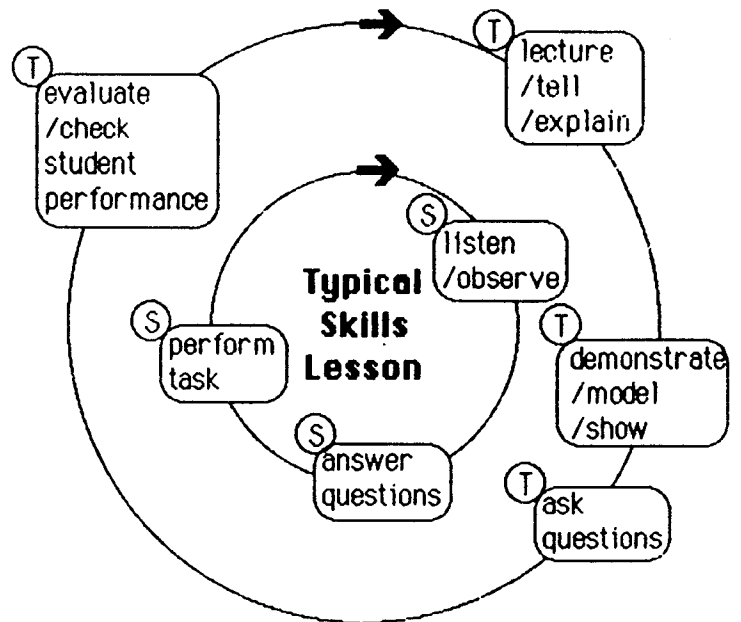 T
lecture
/tell
/explain
T
evaluate
/check
student
performance
S
listen
/observe
Typical
Skills
Lesson
S
perform
task
T
demonstrate
/model
/show
S
answer
questions
T
ask
questions